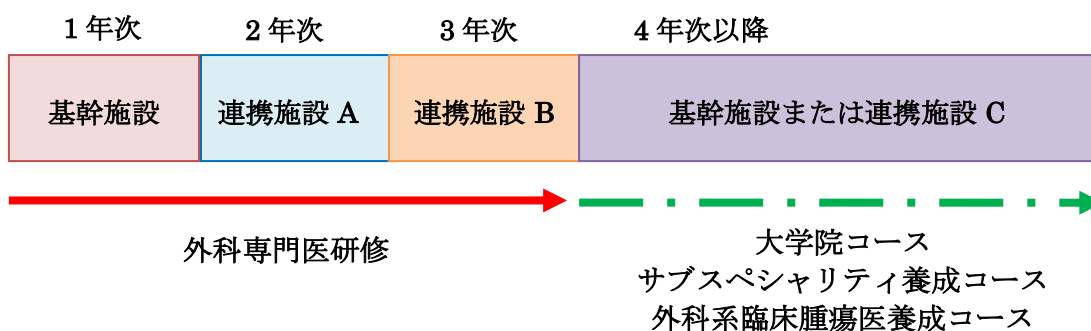 1 年次 2 年次 3 年次 4 年次以降
基幹施設 連携施設 A 連携施設 B 基幹施設または連携施設 C
外科専門医研修
大学院コース
サブスペシャリティ養成コース
外科系臨床腫瘍医養成コース